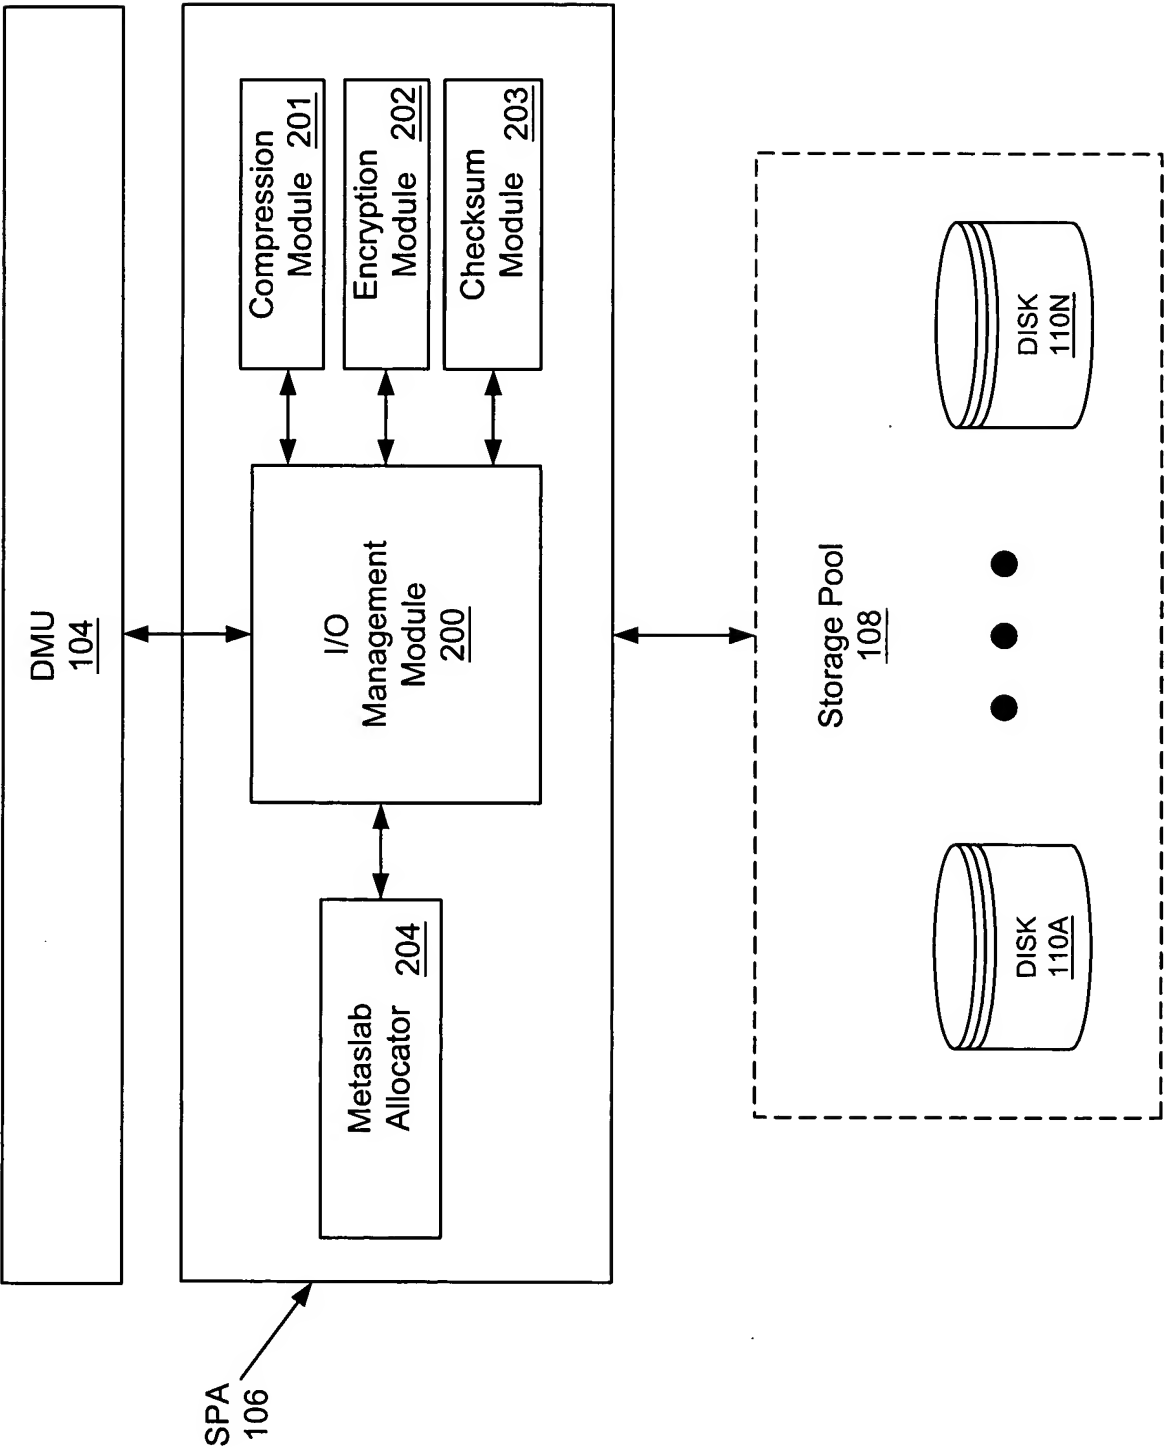 DMU
104
SPA
106
Metaslab
Allocator 204
I/O
Management
Module
200
Compression
Module 201
Encryption
Module 202
Checksum
Module 203
Storage Pool
108
DISK
110A
DISK
110N